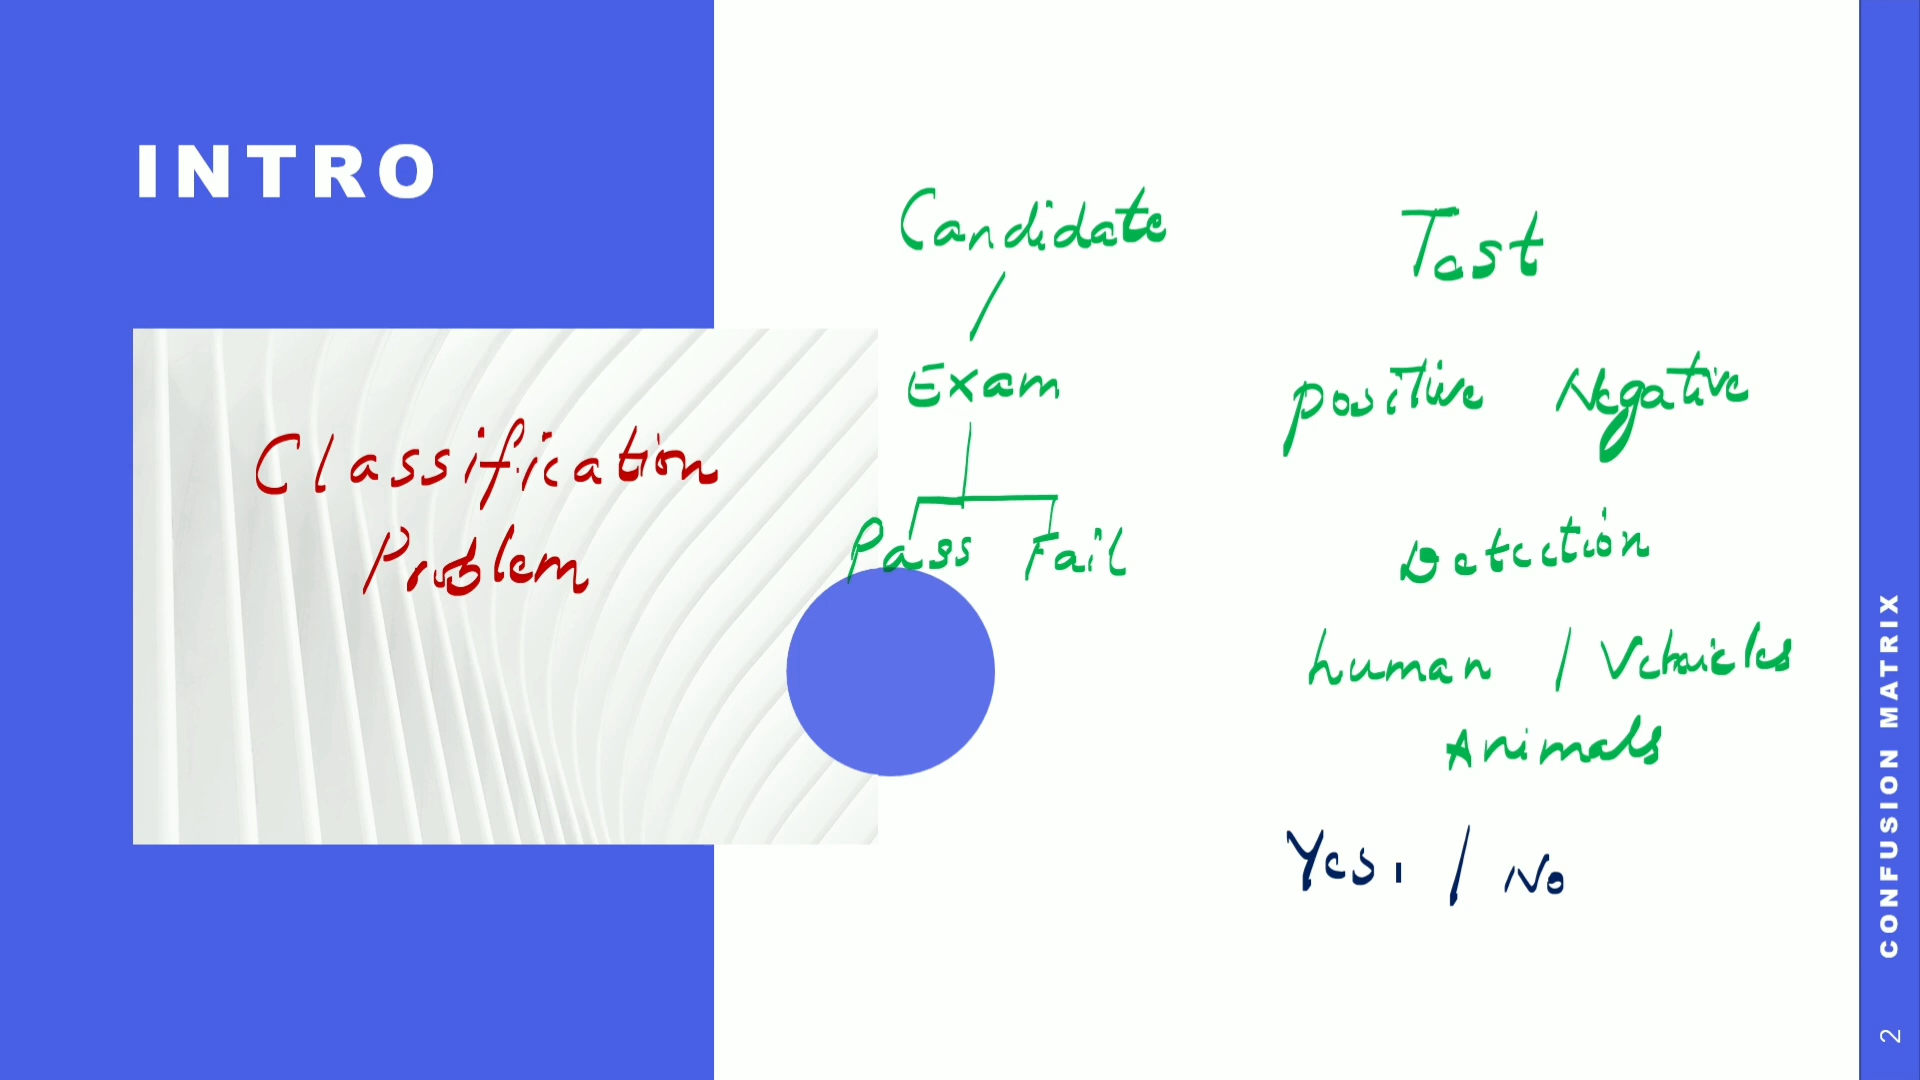 INTRO
Classification
Problem
Candidate
Exam
Pass Fail
Test
positive Negative
Detection
human / Vehicles
Animals
Yes, / No
CONFUSION MATRIX
2